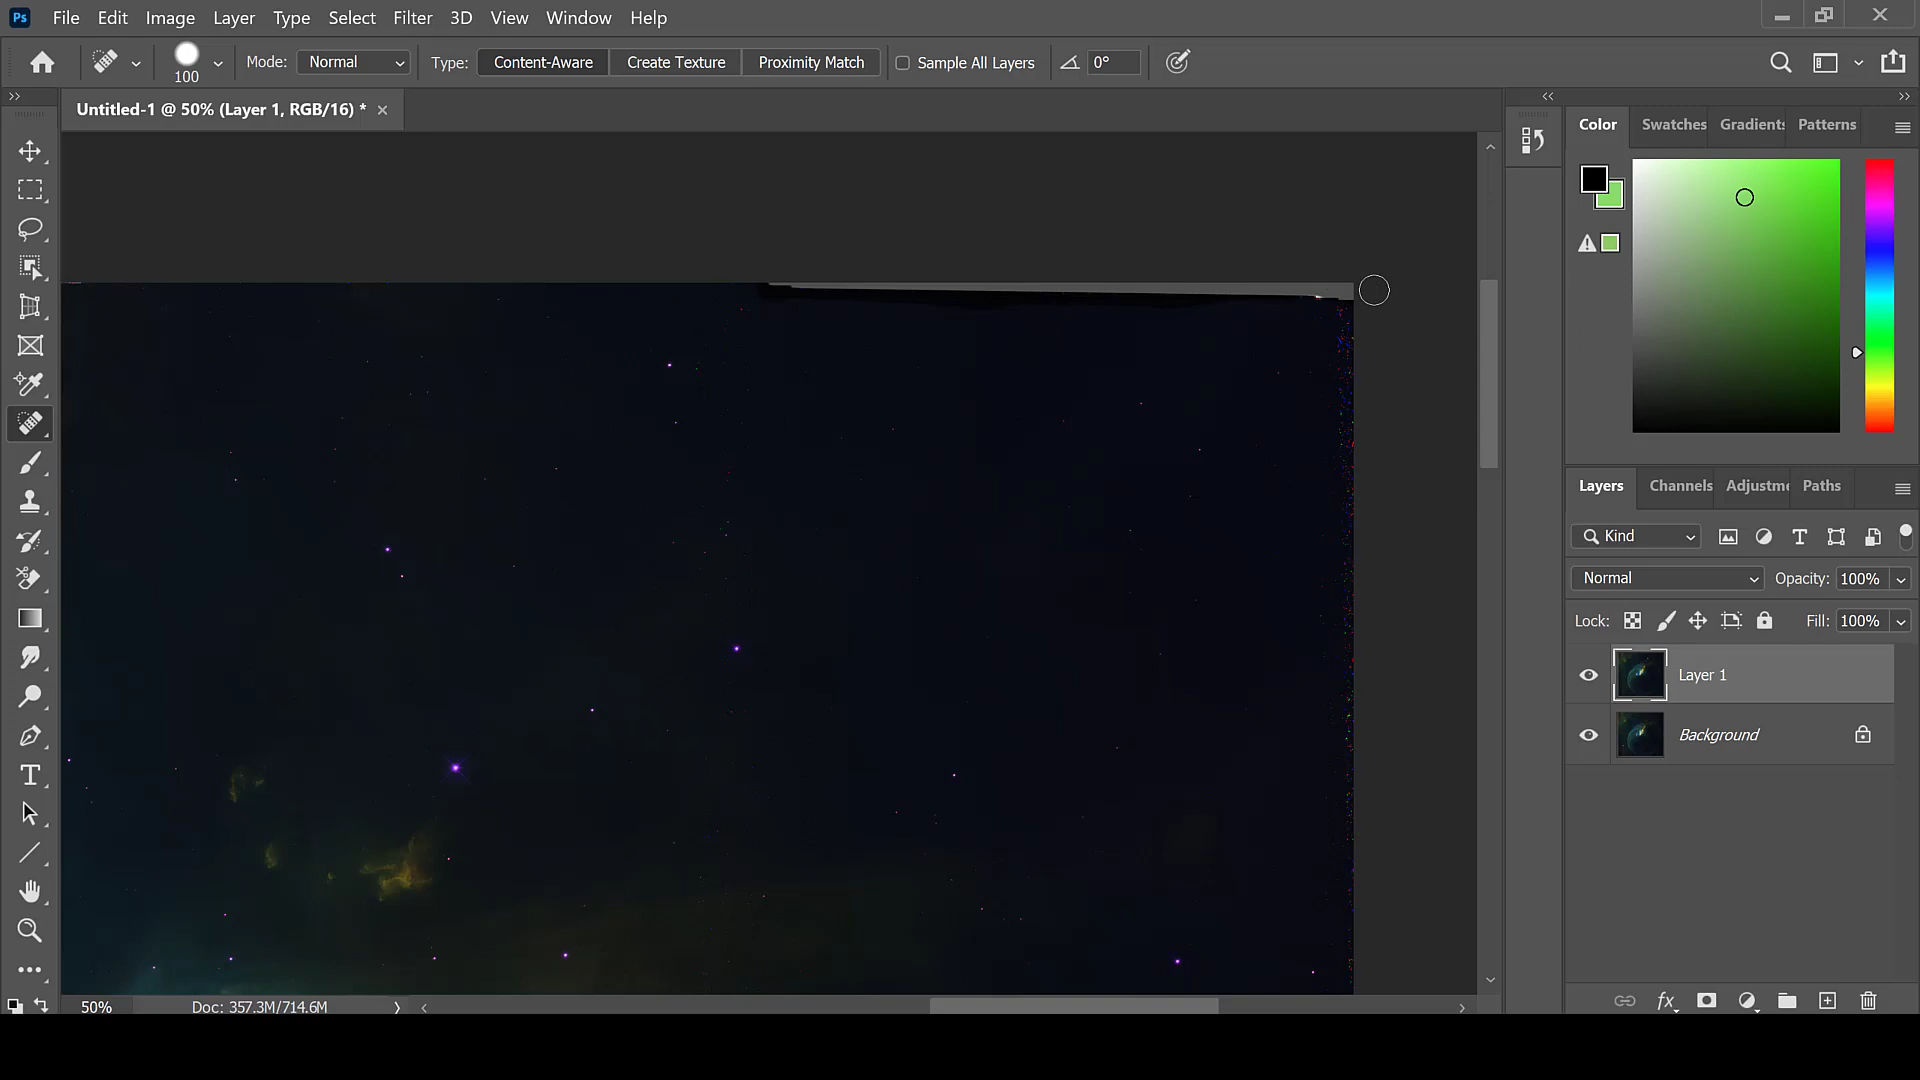 Ps File Edit Image Layer Type Select Filter 3D View Window Help
100 Mode: Normal Type: Content-Aware Create Texture Proximity Match Sample All Layers 0°
Untitled-1 @ 50% (Layer 1, RGB/16) *
Color Swatches Gradients Patterns
Layers Channels Adjustme Paths
Kind
Normal Opacity: 100%
Lock: Fill: 100%
Layer 1
Background
50% Doc: 357.3M/714.6M